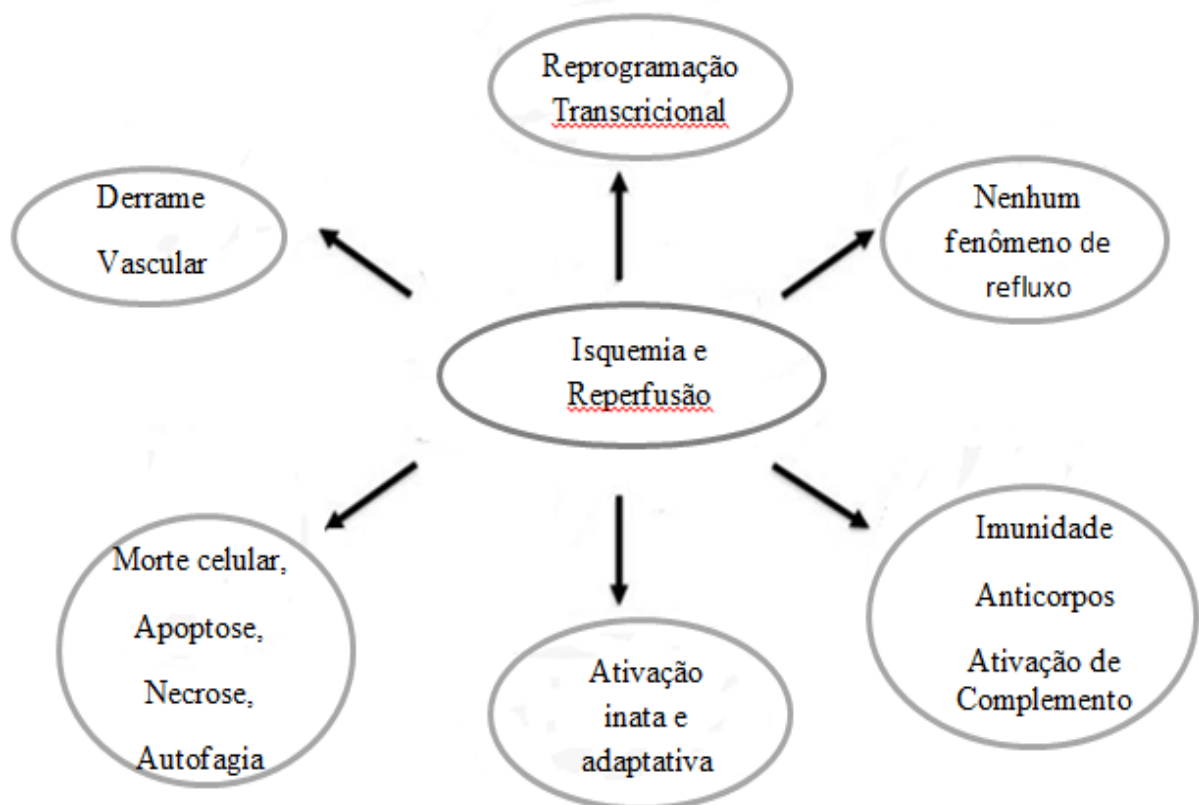 Reprogramação
Transcricional
Derrame
Vascular
Nenhum
fenômeno de
refluxo
Isquemia e
Reperfusão
Morte celular,
Apoptose,
Necrose,
Autofagia
Ativação
inata e
adaptativa
Imunidade
Anticorpos
Ativação de
Complemento